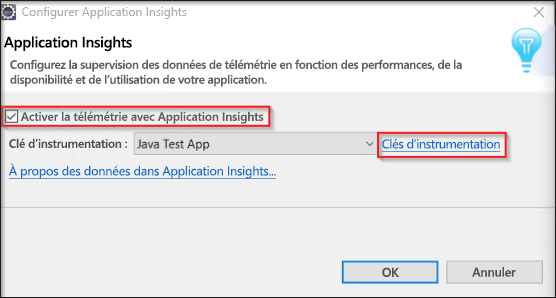 Configurer Application Insights
Application Insights
Configurez la supervision des données de télémétrie en fonction des performances, de la
disponibilité et de l'utilisation de votre application.
Activer la télémétrie avec Application Insights
Clé d'instrumentation : Java Test App Clés d'instrumentation
À propos des données dans Application Insights...
OK Annuler